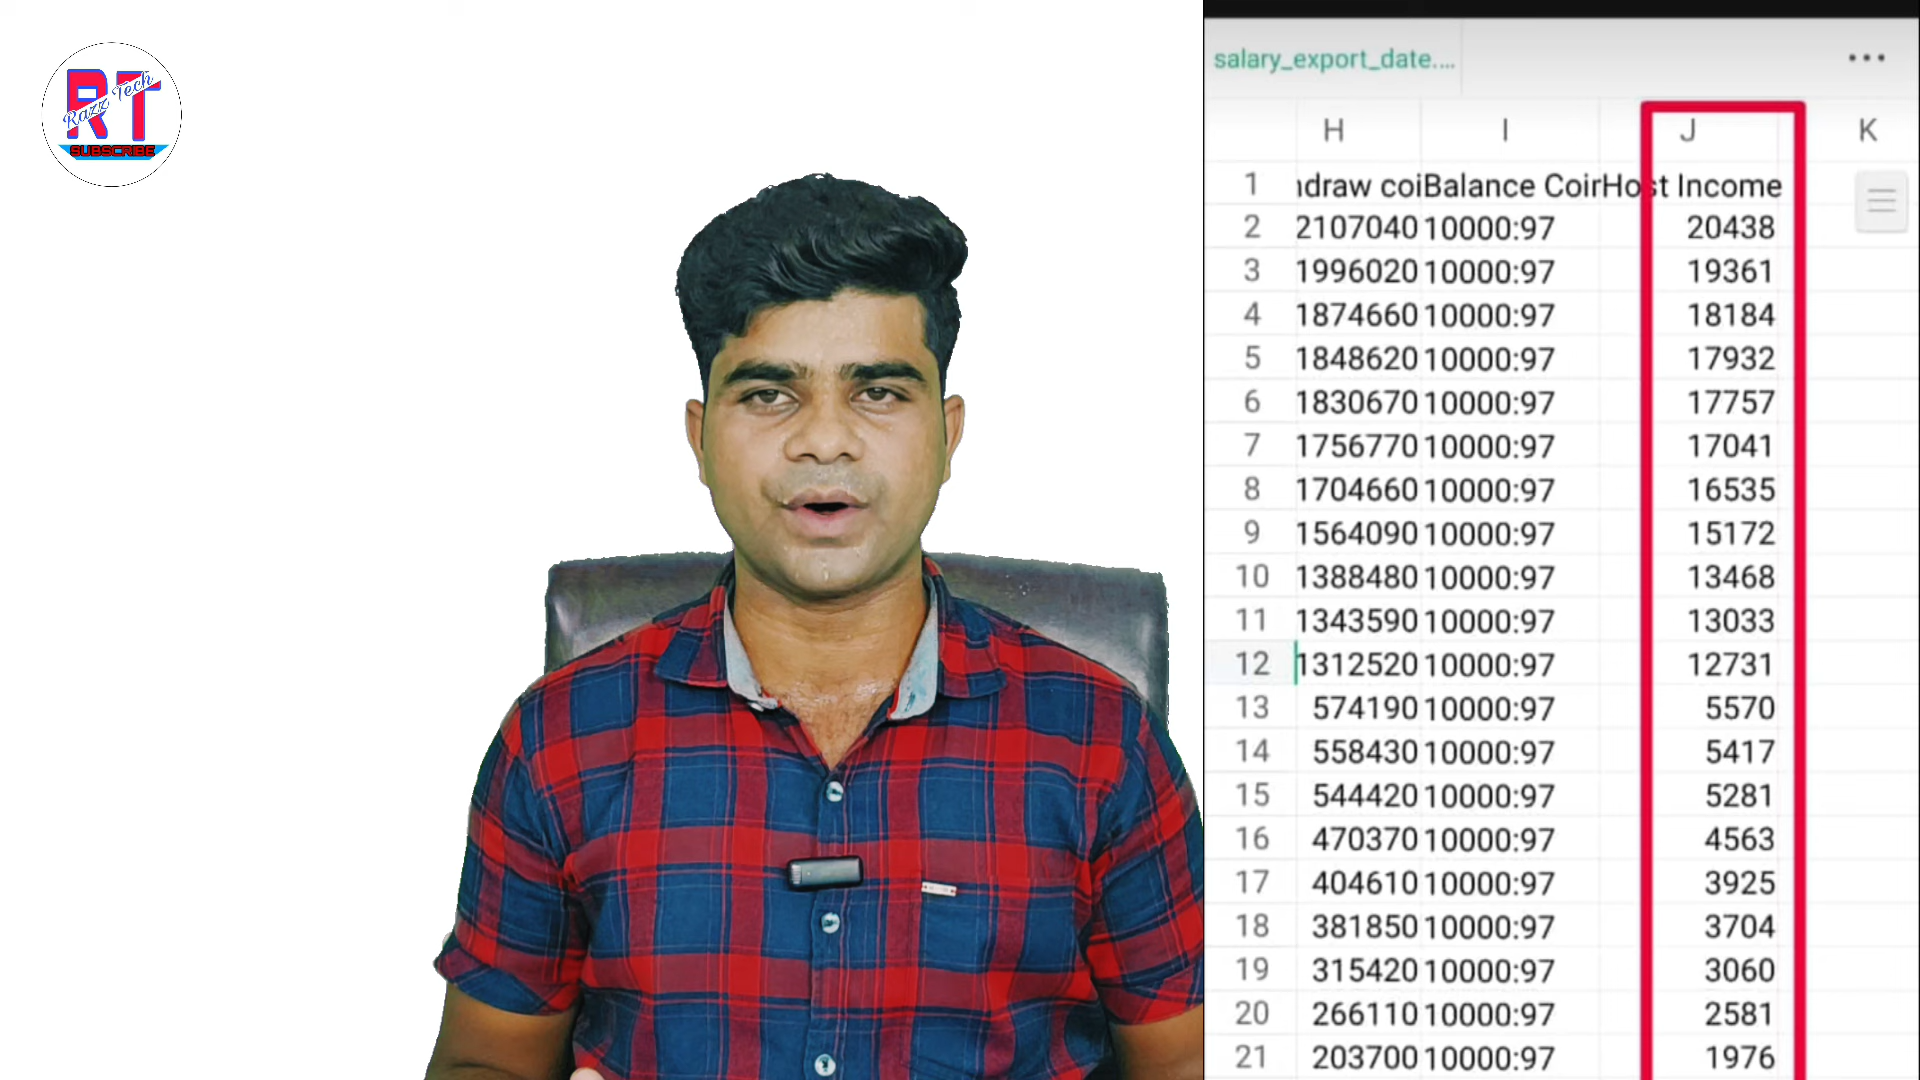 RT
Razz Tech
SUBSCRIBE
salary_export_date....
H I J K
1 ndraw coi Balance Coir Host Income
2 2107040 10000:97 20438
3 1996020 10000:97 19361
4 1874660 10000:97 18184
5 1848620 10000:97 17932
6 1830670 10000:97 17757
7 1756770 10000:97 17041
8 1704660 10000:97 16535
9 1564090 10000:97 15172
10 1388480 10000:97 13468
11 1343590 10000:97 13033
12 1312520 10000:97 12731
13 574190 10000:97 5570
14 558430 10000:97 5417
15 544420 10000:97 5281
16 470370 10000:97 4563
17 404610 10000:97 3925
18 381850 10000:97 3704
19 315420 10000:97 3060
20 266110 10000:97 2581
21 203700 10000:97 1976